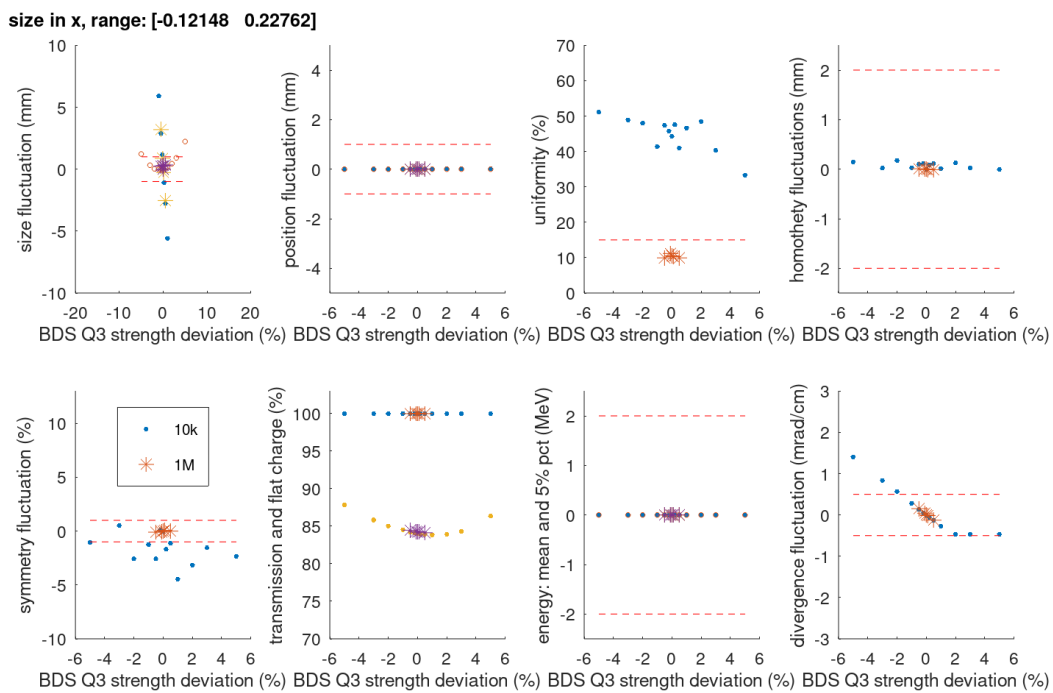 size in x, range: [-0.12148   0.22762]
10
5
0
-5
-10
-20 -10 0 10 20
size fluctuation (mm)
BDS Q3 strength deviation (%)
4
2
0
-2
-4
-6 -4 -2 0 2 4 6
position fluctuation (mm)
BDS Q3 strength deviation (%)
70
60
50
40
30
20
10
0
-6 -4 -2 0 2 4 6
uniformity (%)
BDS Q3 strength deviation (%)
2
1
0
-1
-2
-6 -4 -2 0 2 4 6
homothety fluctuations (mm)
BDS Q3 strength deviation (%)
10
5
0
-5
-10
-6 -4 -2 0 2 4 6
symmetry fluctuation (%)
BDS Q3 strength deviation (%)
10k
1M
100
95
90
85
80
75
70
-6 -4 -2 0 2 4 6
transmission and flat charge (%)
BDS Q3 strength deviation (%)
2
1
0
-1
-2
-6 -4 -2 0 2 4 6
energy: mean and 5% pct (MeV)
BDS Q3 strength deviation (%)
3
2
1
0
-1
-2
-3
-6 -4 -2 0 2 4 6
divergence fluctuation (mrad/cm)
BDS Q3 strength deviation (%)